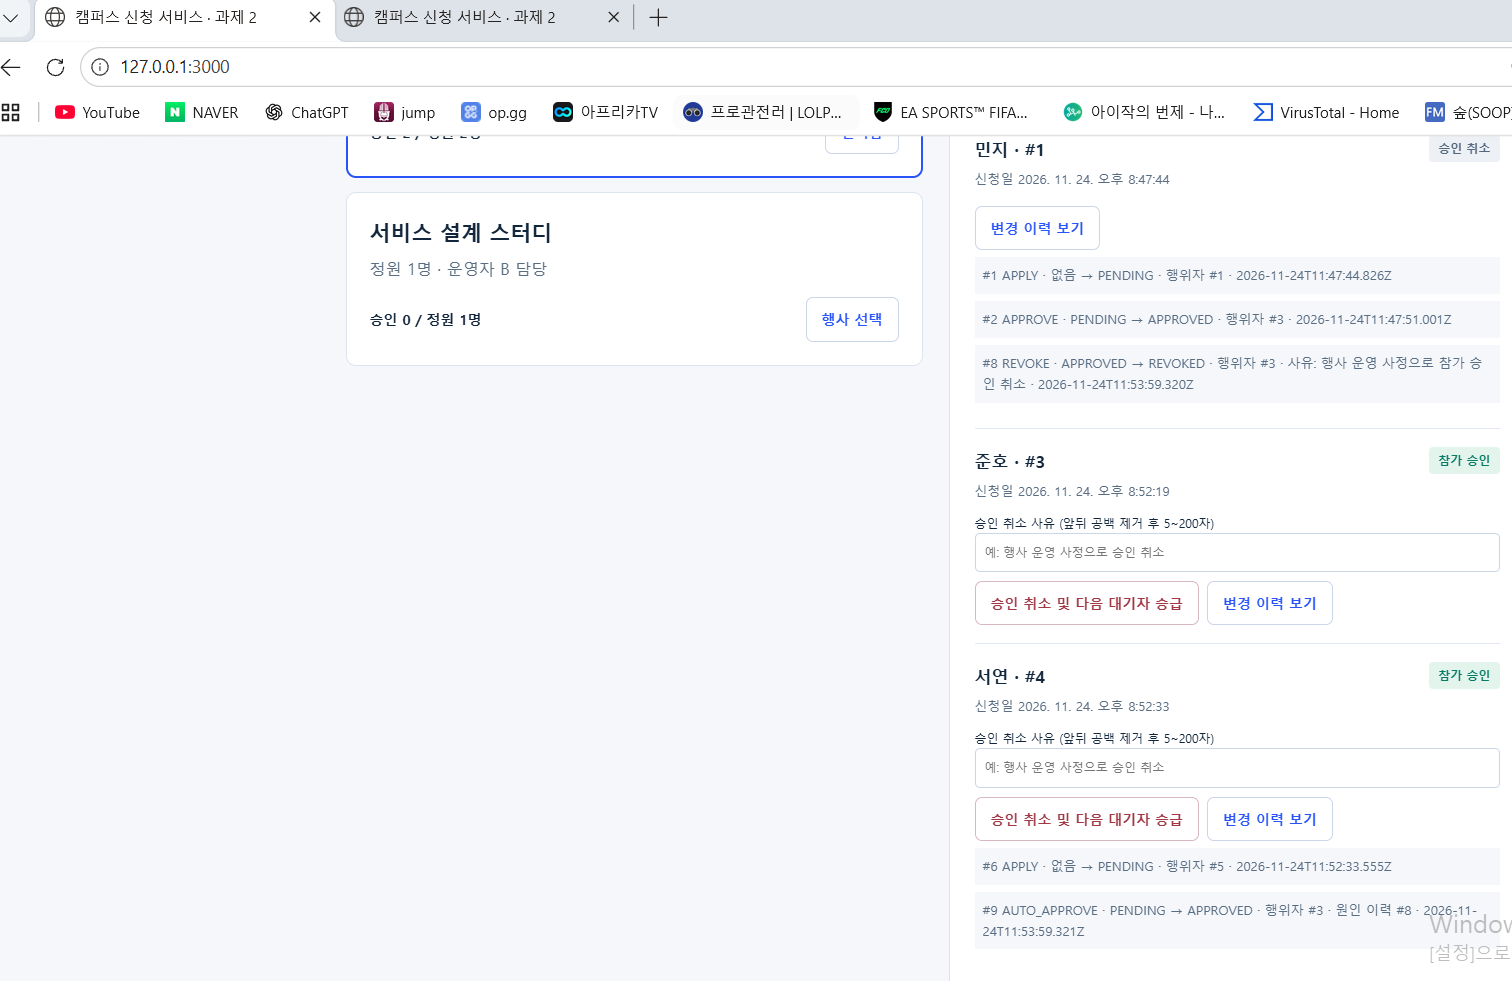 캠퍼스 신청 서비스 · 과제 2
캠퍼스 신청 서비스 · 과제 2
127.0.0.1:3000
YouTube
NAVER
ChatGPT
jump
op.gg
아프리카TV
프로관전러 | LOLP...
EA SPORTS™ FIFA...
아이작의 번제 - 나...
VirusTotal - Home
FM 숲(SOOP)
서비스 설계 스터디
정원 1명 · 운영자 B 담당
승인 0 / 정원 1명
행사 선택
민지 · #1
승인 취소
신청일 2026. 11. 24. 오후 8:47:44
변경 이력 보기
#1 APPLY · 없음 → PENDING · 행위자 #1 · 2026-11-24T11:47:44.826Z
#2 APPROVE · PENDING → APPROVED · 행위자 #3 · 2026-11-24T11:47:51.001Z
#8 REVOKE · APPROVED → REVOKED · 행위자 #3 · 사유: 행사 운영 사정으로 참가 승
인 취소 · 2026-11-24T11:53:59.320Z
준호 · #3
참가 승인
신청일 2026. 11. 24. 오후 8:52:19
승인 취소 사유 (앞뒤 공백 제거 후 5~200자)
예: 행사 운영 사정으로 승인 취소
승인 취소 및 다음 대기자 승급
변경 이력 보기
서연 · #4
참가 승인
신청일 2026. 11. 24. 오후 8:52:33
승인 취소 사유 (앞뒤 공백 제거 후 5~200자)
예: 행사 운영 사정으로 승인 취소
승인 취소 및 다음 대기자 승급
변경 이력 보기
#6 APPLY · 없음 → PENDING · 행위자 #5 · 2026-11-24T11:52:33.555Z
#9 AUTO_APPROVE · PENDING → APPROVED · 행위자 #3 · 원인 이력 #8 · 2026-11-
24T11:53:59.321Z
Window
[설정]으로